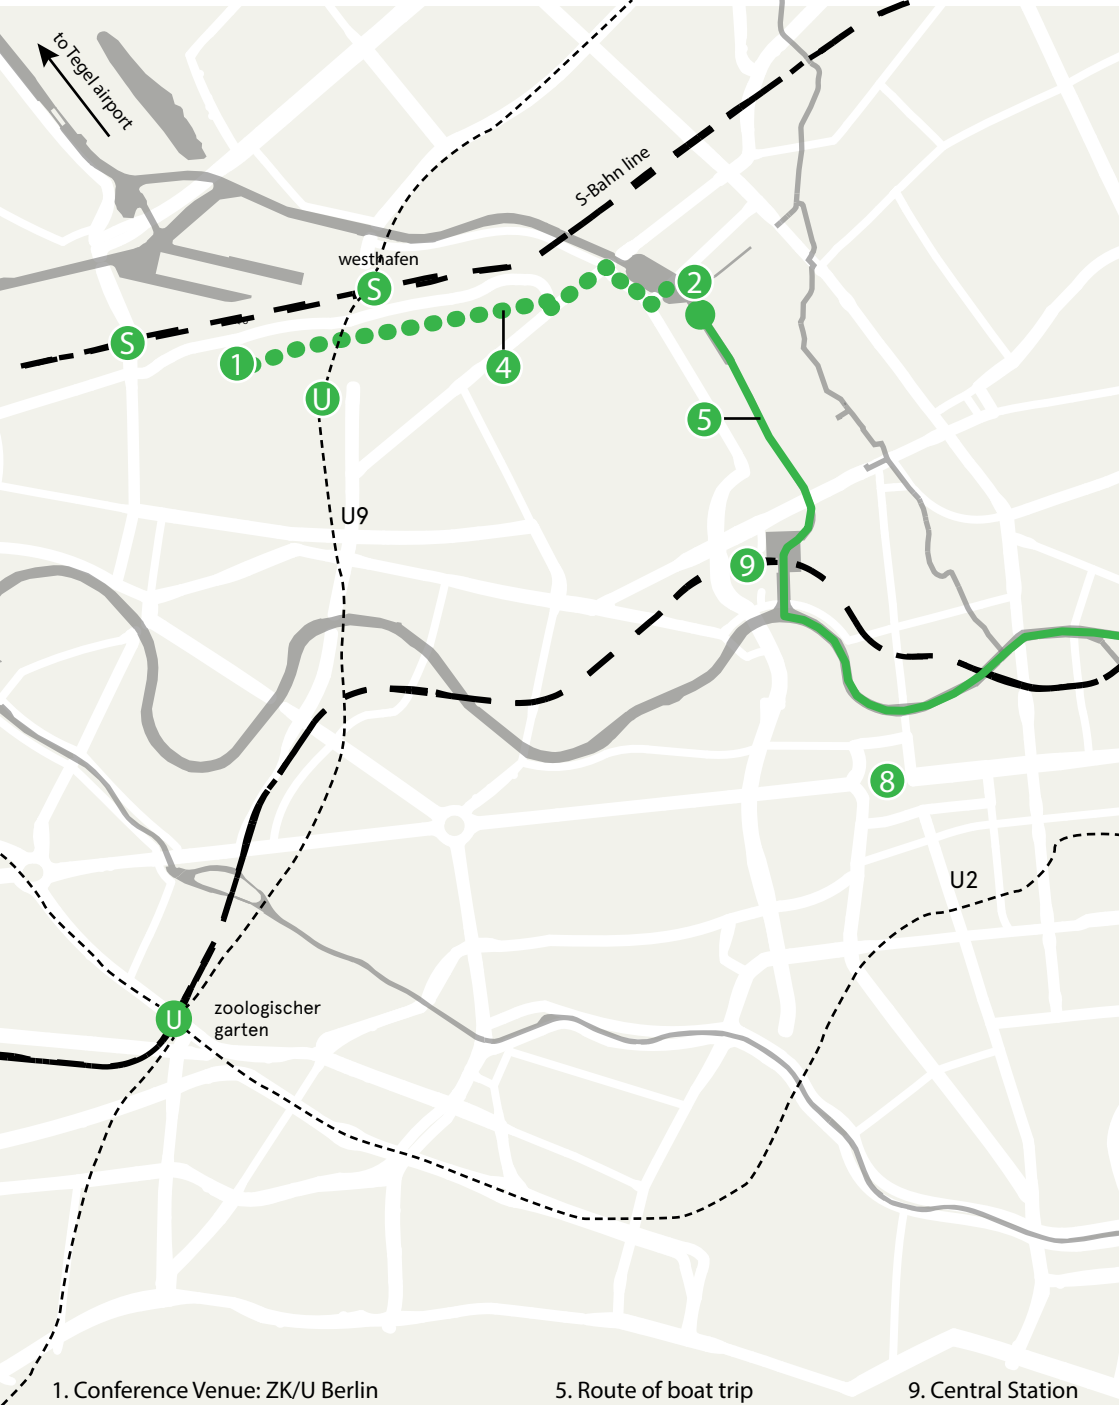 to Tegel airport
S-Bahn line
westhafen
S
2
S
1
4
U
5
U9
9
8
U2
zoologischer
garten
U
1. Conference Venue: ZK/U Berlin
5. Route of boat trip
9. Central Station